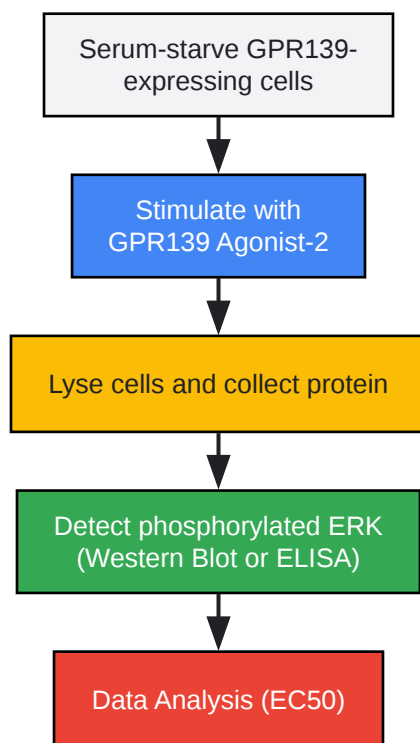 Serum-starve GPR139-
expressing cells
Stimulate with
GPR139 Agonist-2
Lyse cells and collect protein
Detect phosphorylated ERK
(Western Blot or ELISA)
Data Analysis (EC50)